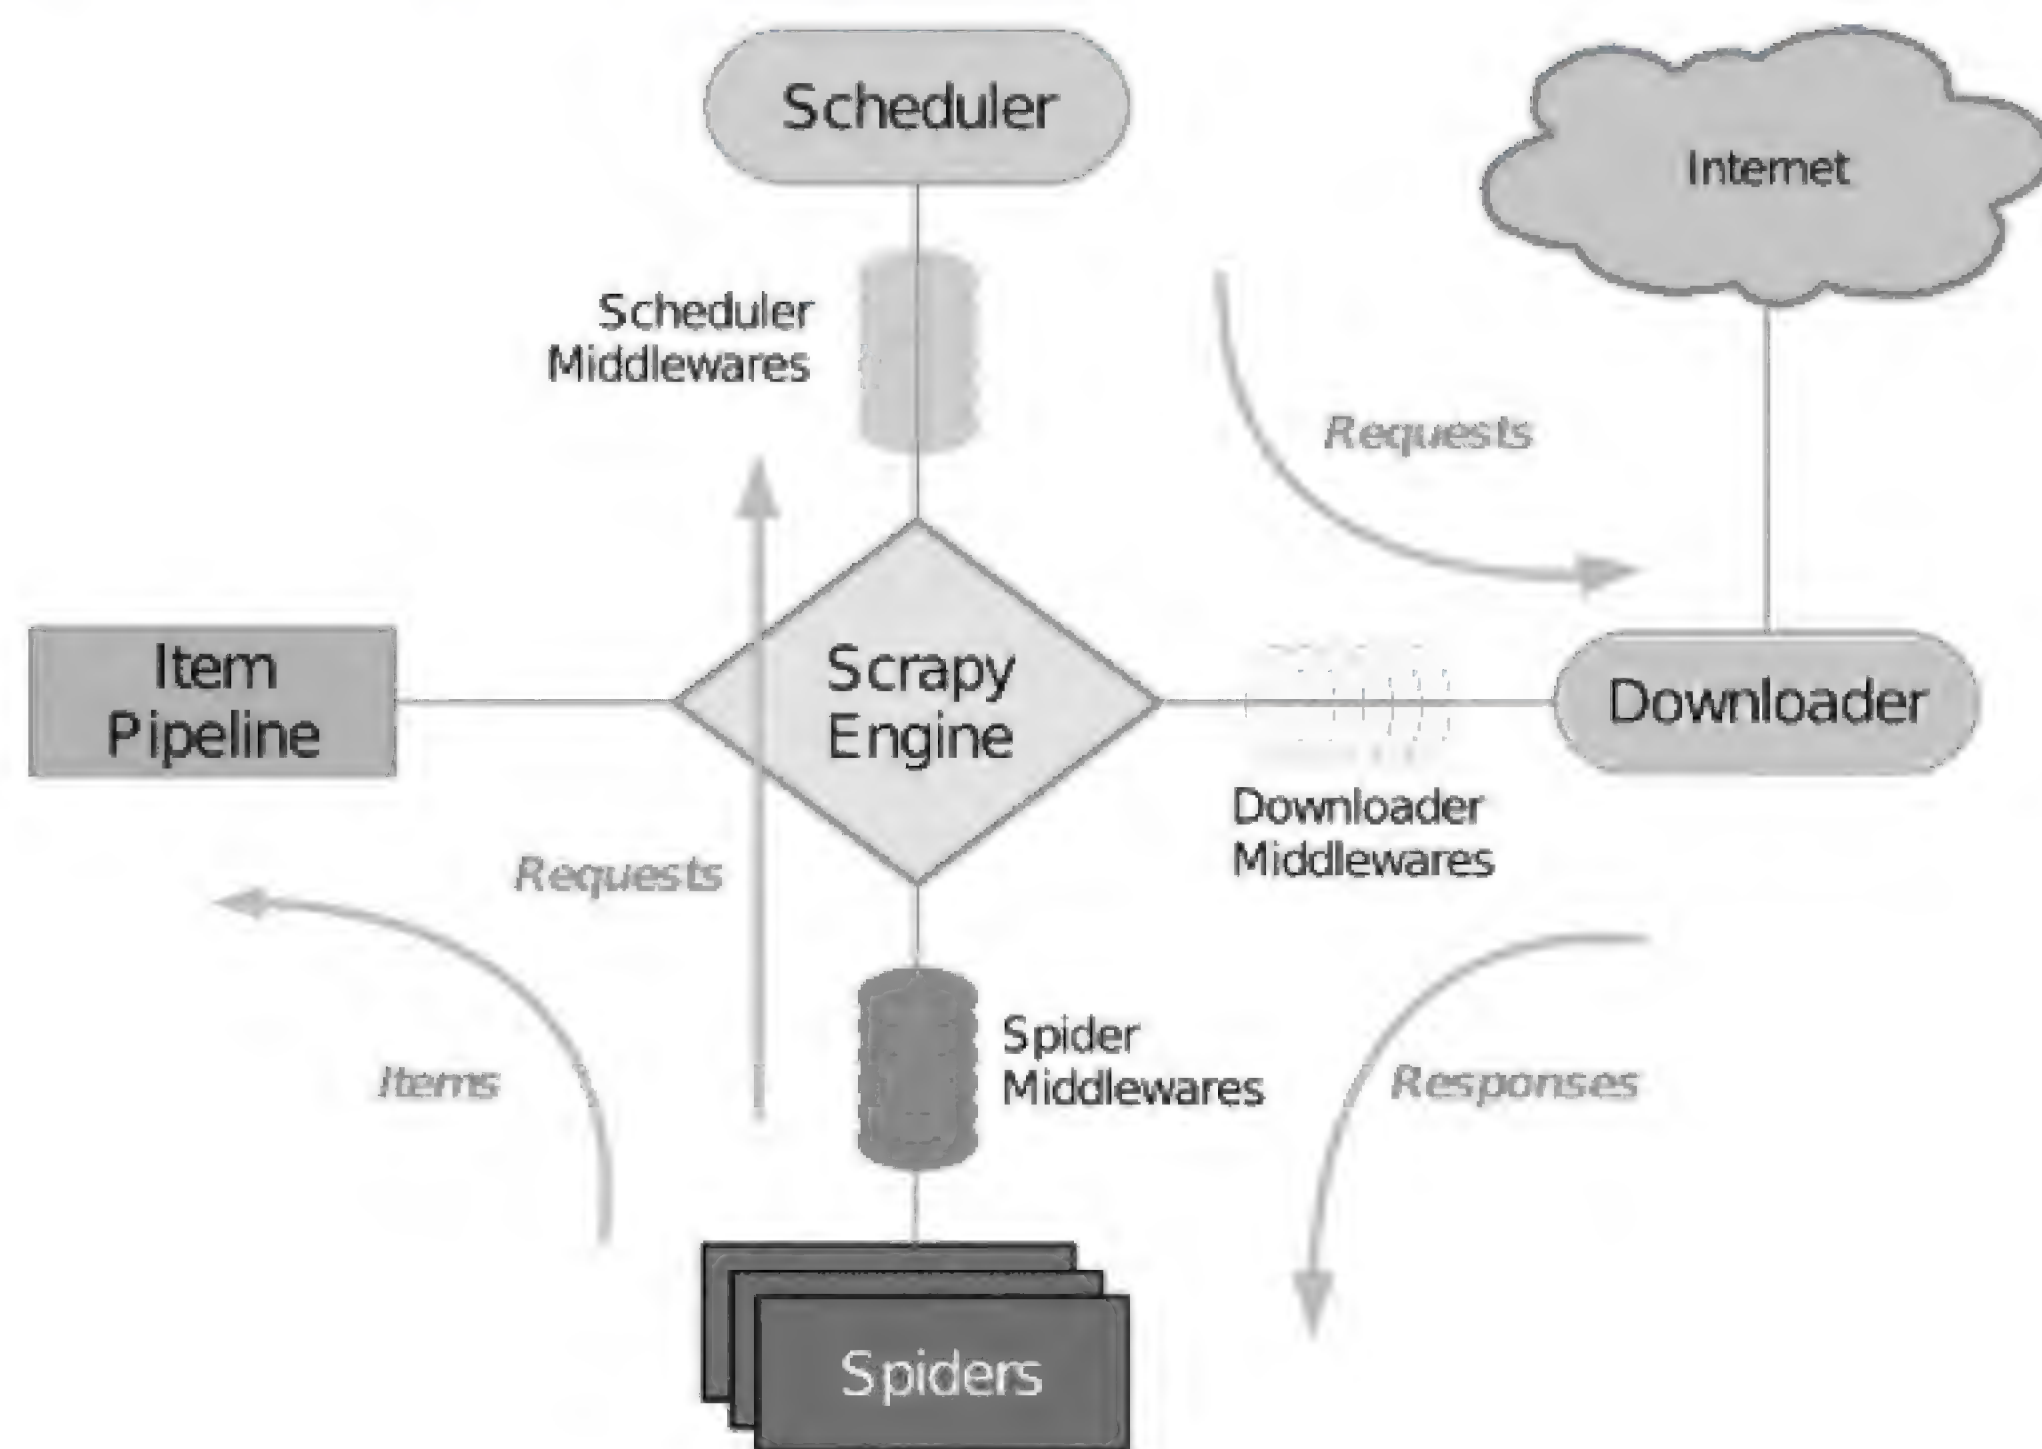 Scheduler
Internet
Scheduler
Middlewares
Requests
Item
Pipeline
Scrapy
Engine
Downloader
Downloader
Middlewares
Requests
Items
Spider
Middlewares
Responses
Spiders